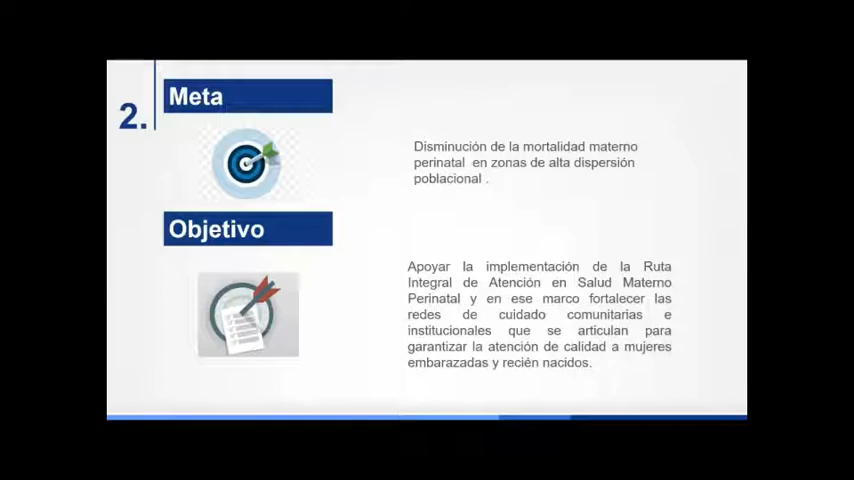 2.
Meta
Disminución de la mortalidad materno
perinatal en zonas de alta dispersión
poblacional .
Objetivo
Apoyar la implementación de la Ruta
Integral de Atención en Salud Materno
Perinatal y en ese marco fortalecer las
redes de cuidado comunitarias e
institucionales que se articulan para
garantizar la atención de calidad a mujeres
embarazadas y recién nacidos.